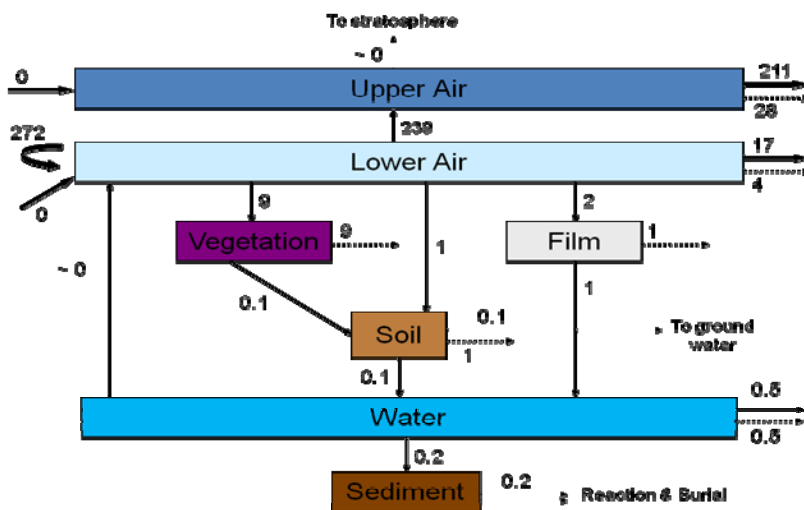 To stratosphere
~ 0
0
Upper Air
211
28
239
272
Lower Air
17
4
0
9
1
2
Vegetation
9
Film
1
~ 0
0.1
1
Soil
0.1
1
To ground
water
0.1
Water
0.5
0.5
0.2
Sediment
0.2
Reaction & Burial